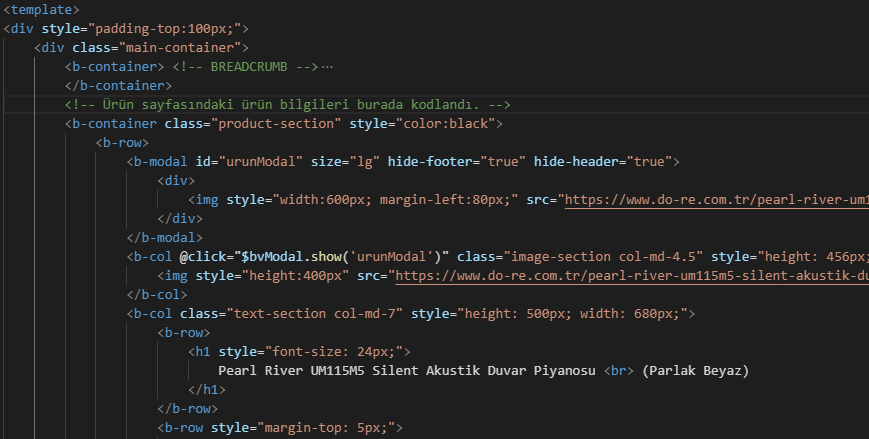 <template>
<div style="padding-top:100px;">
<div class="main-container">
<b-container> <!-- BREADCRUMB -->…
</b-container>
<!-- Ürün sayfasındaki ürün bilgileri burada kodlandı. -->
<b-container class="product-section" style="color:black">
<b-row>
<b-modal id="urunModal" size="lg" hide-footer="true" hide-header="true">
<div>
<img style="width:600px; margin-left:80px;" src="https://www.do-re.com.tr/pearl-river-um1
</div>
</b-modal>
<b-col @click="$bvModal.show('urunModal')" class="image-section col-md-4.5" style="height: 456px;
<img style="height:400px" src="https://www.do-re.com.tr/pearl-river-um115m5-silent-akustik-du
</b-col>
<b-col class="text-section col-md-7" style="height: 500px; width: 680px;">
<b-row>
<h1 style="font-size: 24px;">
Pearl River UM115M5 Silent Akustik Duvar Piyanosu <br> (Parlak Beyaz)
</h1>
</b-row>
<b-row style="margin-top: 5px;">